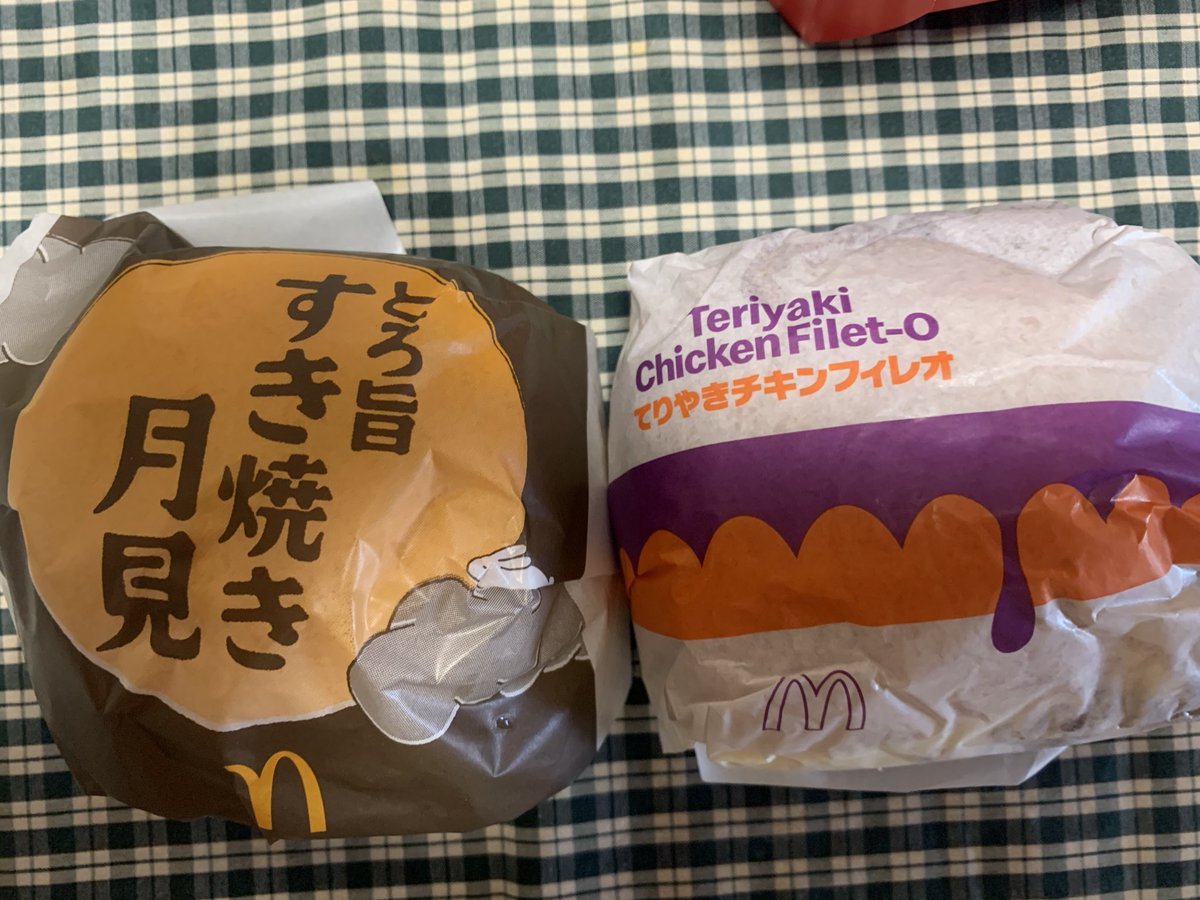 とろ旨
すき焼き
月見
Teriyaki
Chicken Filet-O
てりやきチキンフィレオ